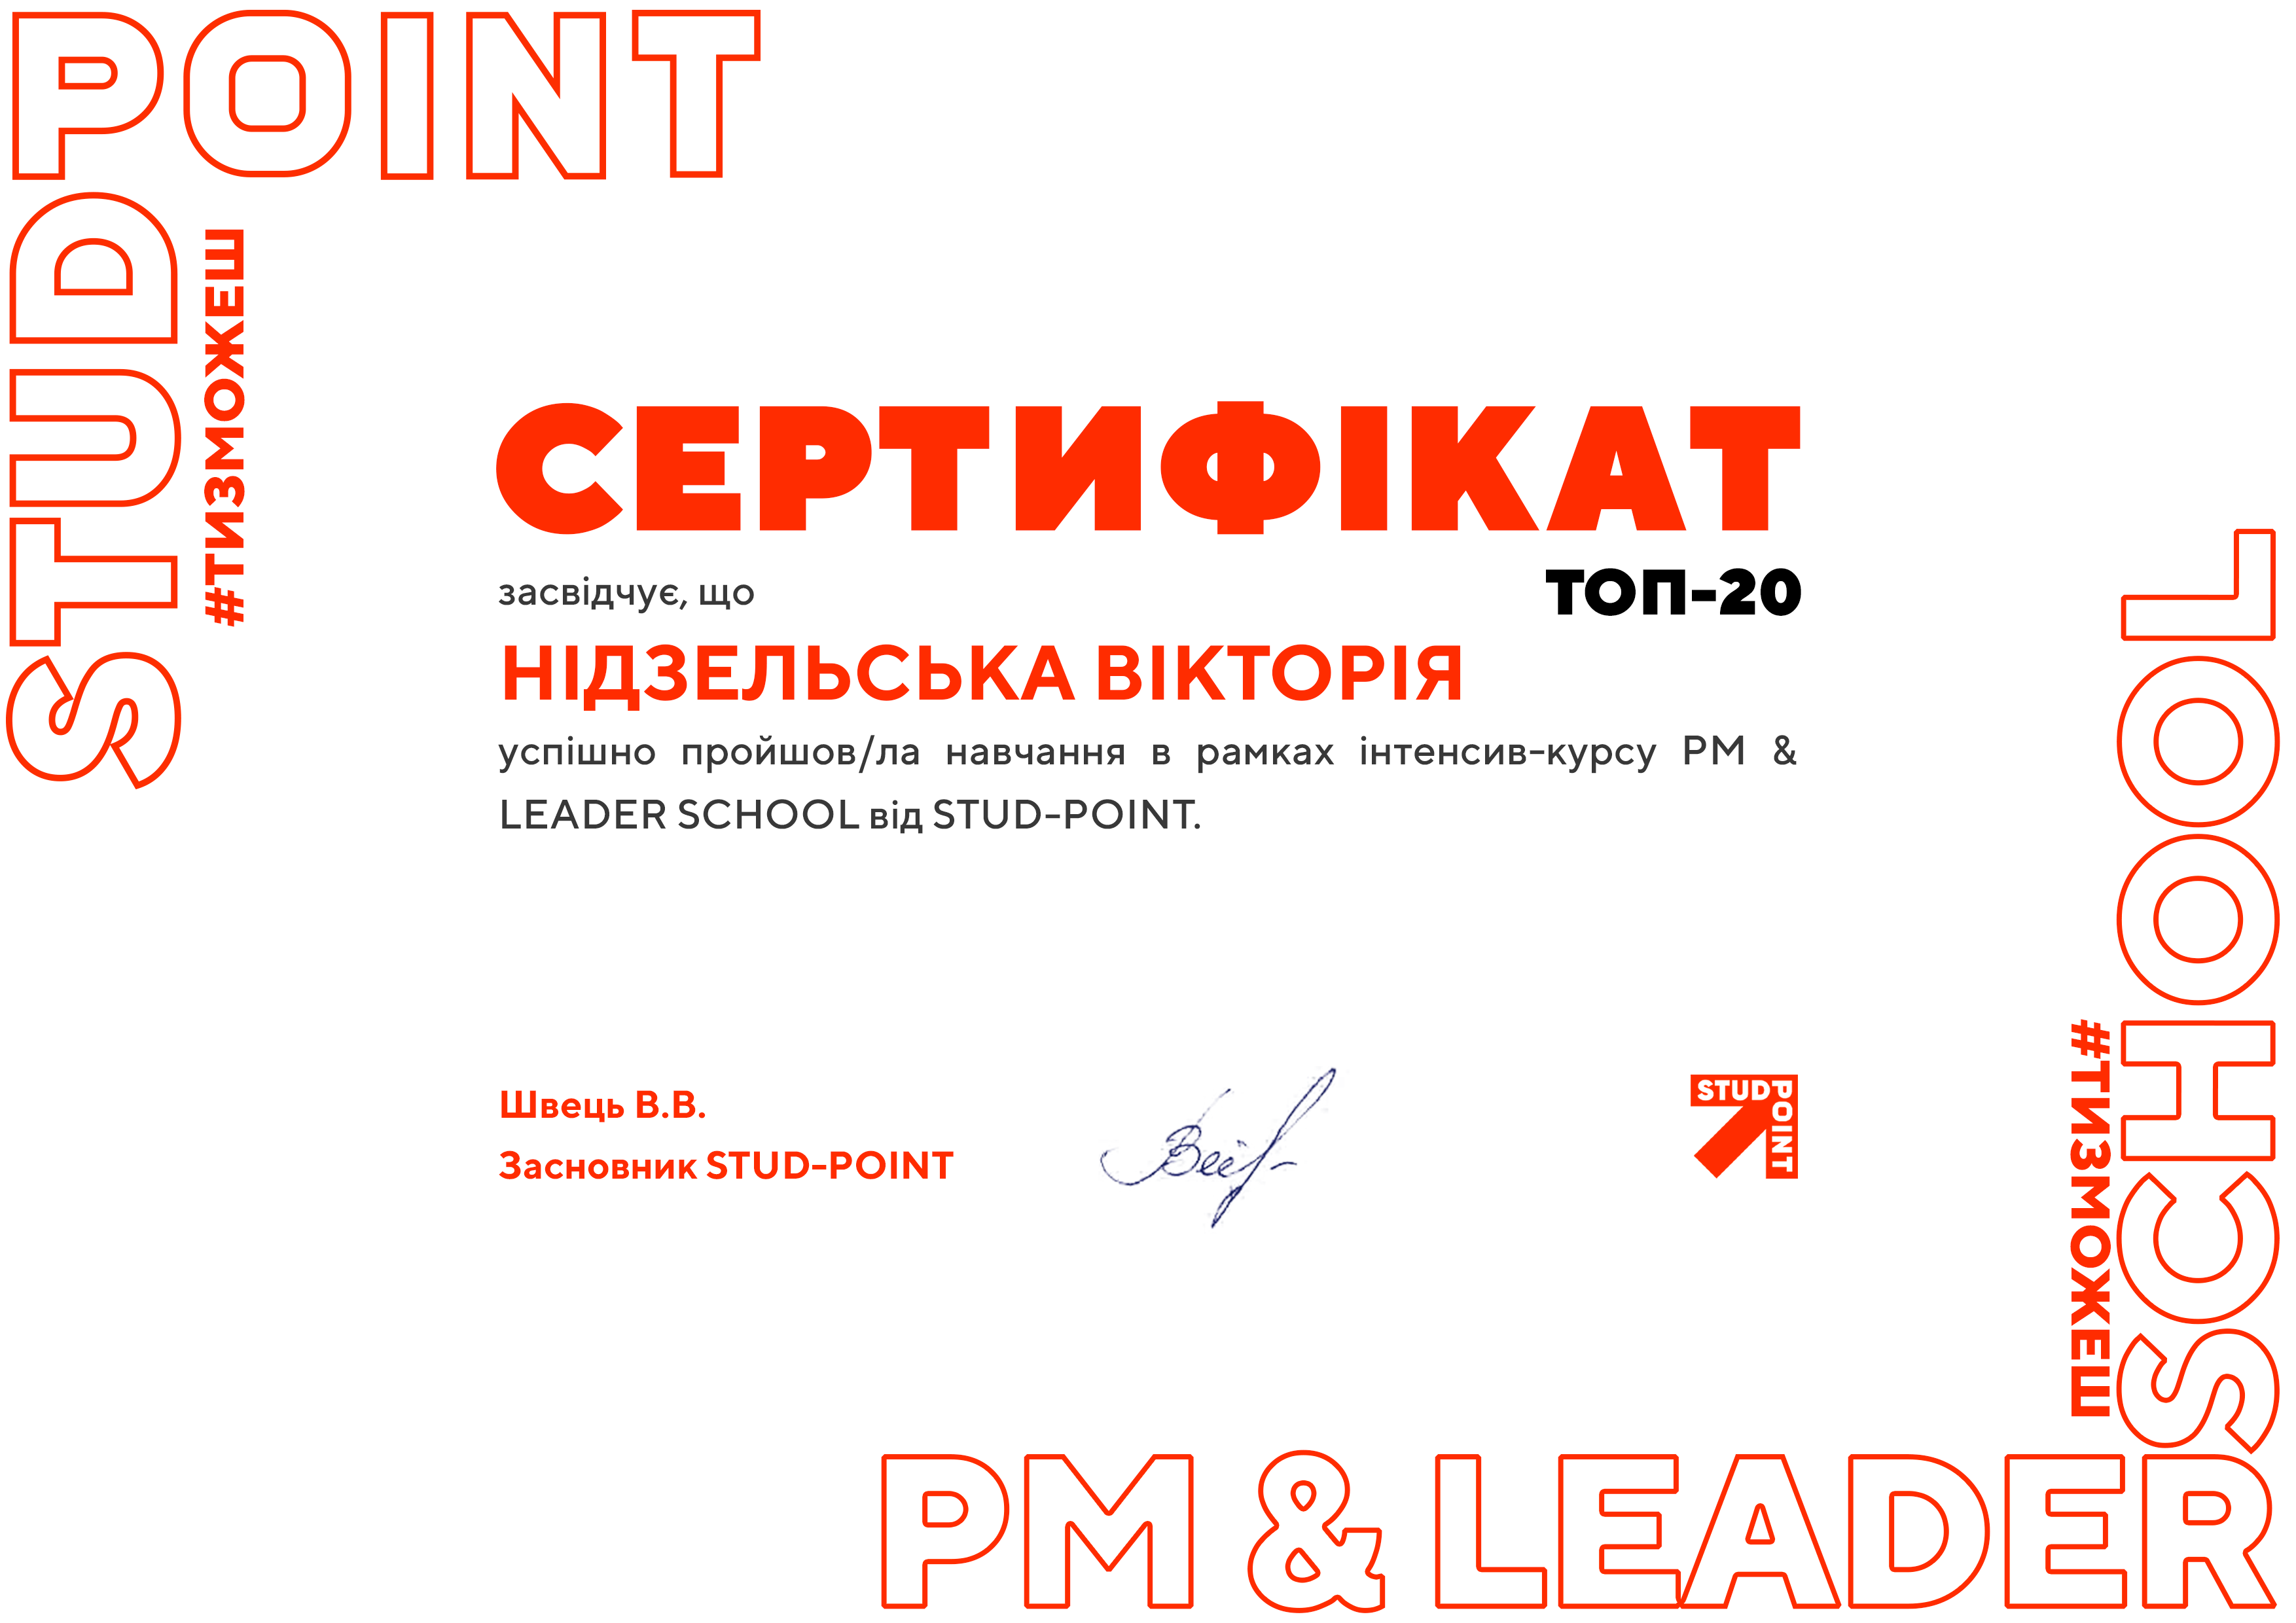 STUD
POINT
#ТИЗМОЖЕШ
СЕРТИФІКАТ
засвідчує, що
ТОП-20
НІДЗЕЛЬСЬКА ВІКТОРІЯ
успішно пройшов/ла навчання в рамках інтенсив-курсу PM &
LEADER SCHOOL від STUD-POINT.
Швець В.В.
Засновник STUD-POINT
STUD
POINT
#ТИЗМОЖЕШ
PM & LEADER
SCHOOL